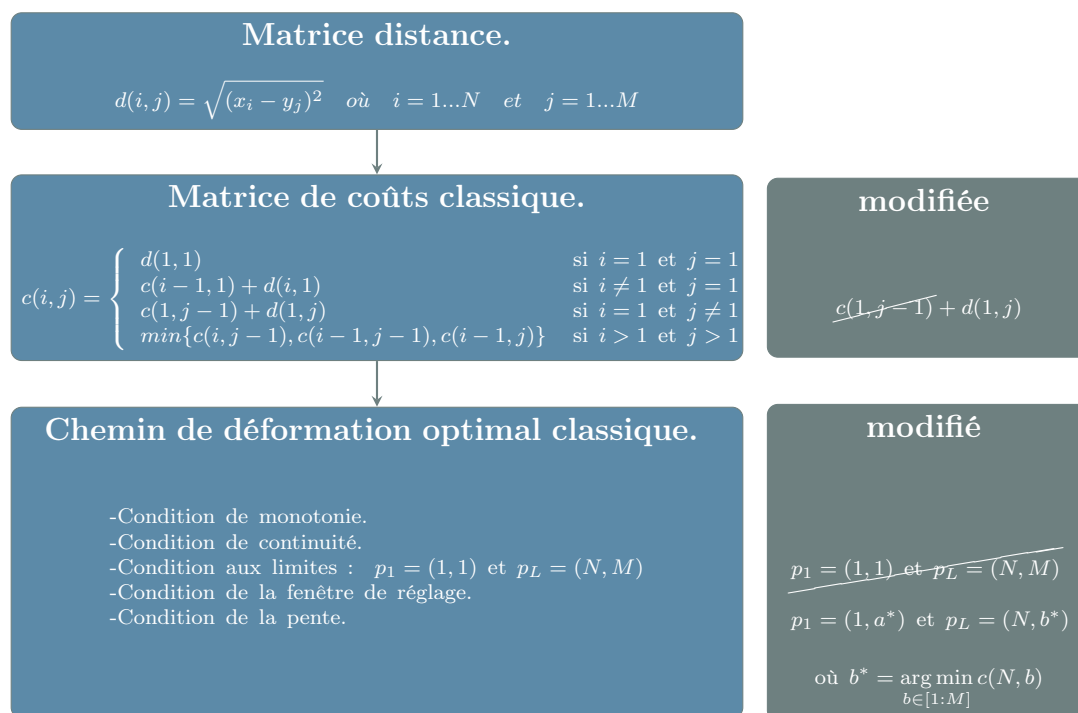 Matrice distance.
d(i, j) = √(x_i − y_j)² où i = 1...N et j = 1...M
Matrice de coûts classique.
c(i, j) = { d(1, 1) si i = 1 et j = 1
c(i − 1, 1) + d(i, 1) si i ≠ 1 et j = 1
c(1, j − 1) + d(1, j) si i = 1 et j ≠ 1
min{c(i, j − 1), c(i − 1, j − 1), c(i − 1, j)} si i > 1 et j > 1
modifiée
c(1, j − 1) + d(1, j)
Chemin de déformation optimal classique.
-Condition de monotonie.
-Condition de continuité.
-Condition aux limites : p₁ = (1, 1) et p_L = (N, M)
-Condition de la fenêtre de réglage.
-Condition de la pente.
modifié
p₁ = (1, 1) et p_L = (N, M)
p₁ = (1, a*) et p_L = (N, b*)
où b* = arg min c(N, b)
b∈[1:M]